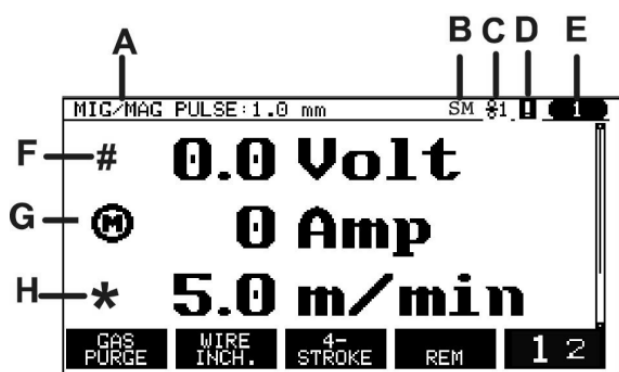 A B C D E
MIG/MAG PULSE:1.0 mm SM 1 ! 1
F # 0.0 Volt
G M 0 Amp
H * 5.0 m/min
GAS PURGE WIRE INCH. 4-STROKE REM 1 2